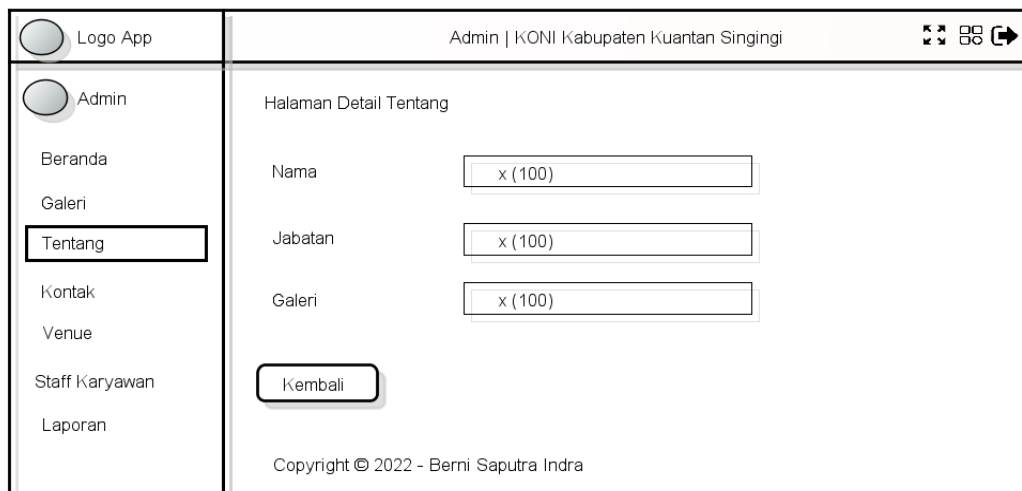 Logo App
Admin | KONI Kabupaten Kuantan Singingi
Admin
Beranda
Galeri
Tentang
Kontak
Venue
Staff Karyawan
Laporan
Halaman Detail Tentang
Nama x (100)
Jabatan x (100)
Galeri x (100)
Kembali
Copyright © 2022 - Berni Saputra Indra